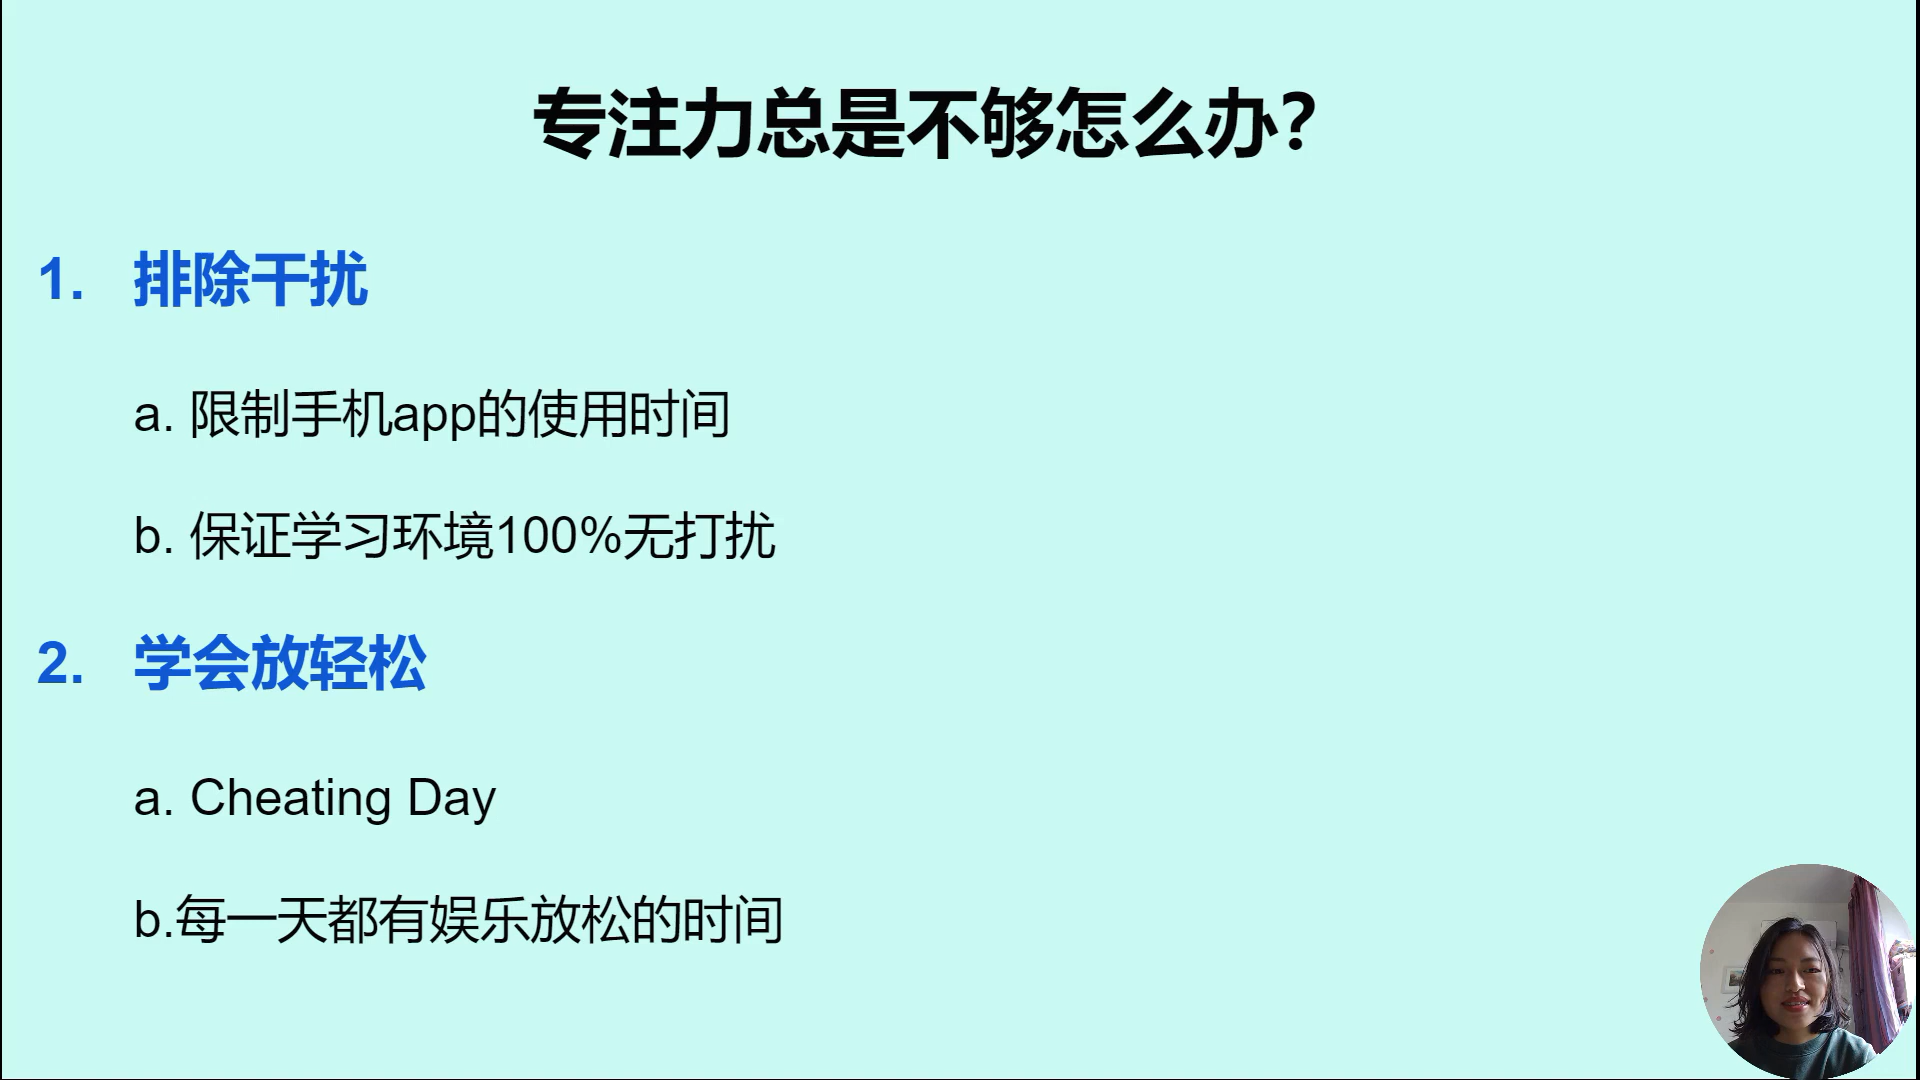 专注力总是不够怎么办?
1. 排除干扰
a. 限制手机app的使用时间
b. 保证学习环境100%无打扰
2. 学会放轻松
a. Cheating Day
b.每一天都有娱乐放松的时间